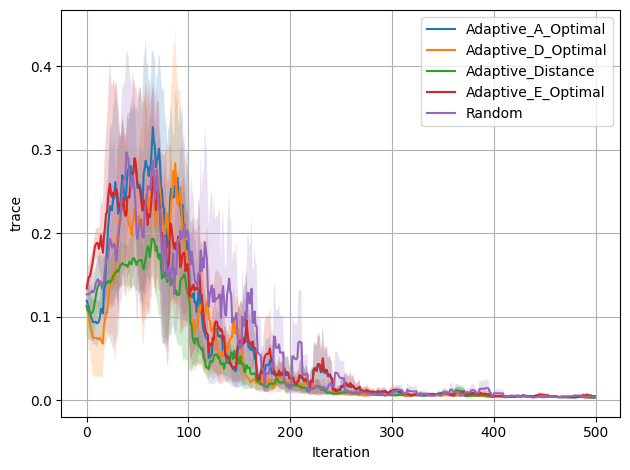 Adaptive_A_Optimal
Adaptive_D_Optimal
Adaptive_Distance
Adaptive_E_Optimal
Random
0.4
0.3
0.2
0.1
0.0
trace
0 100 200 300 400 500
Iteration